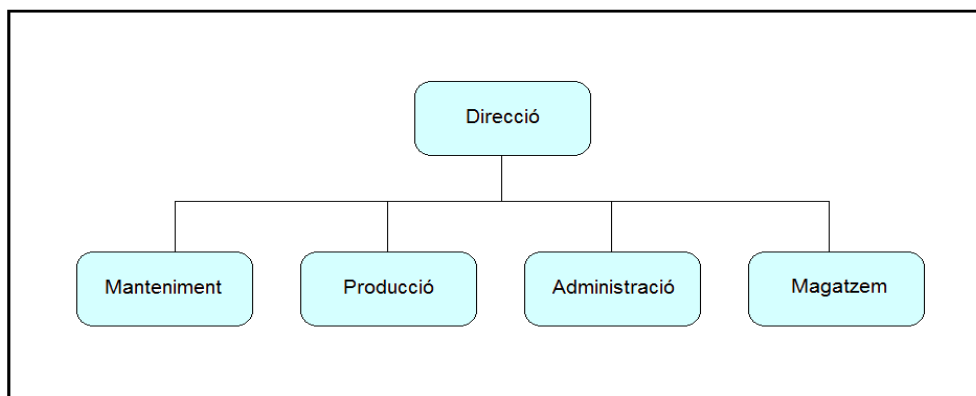 Direcció
Manteniment
Producció
Administració
Magatzem